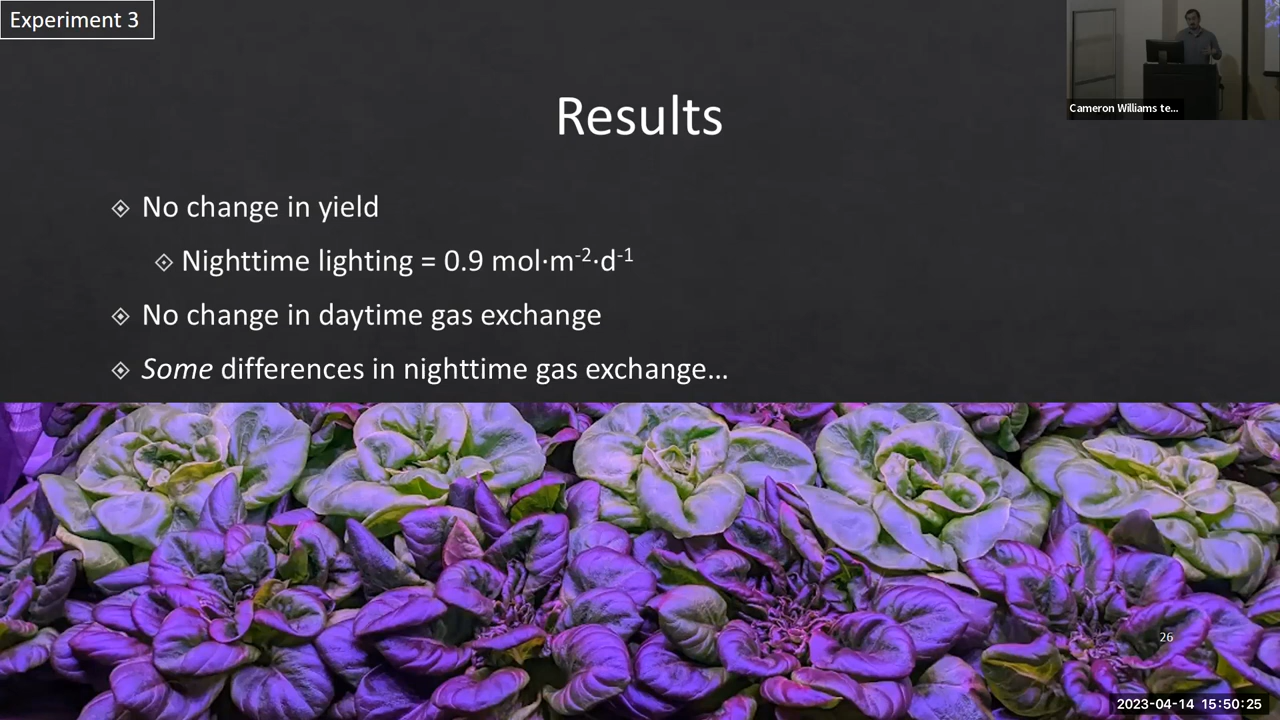 Experiment 3
Cameron Williams te...
Results
No change in yield
Nighttime lighting = 0.9 mol·m⁻²·d⁻¹
No change in daytime gas exchange
Some differences in nighttime gas exchange...
26
2023-04-14 15:50:25